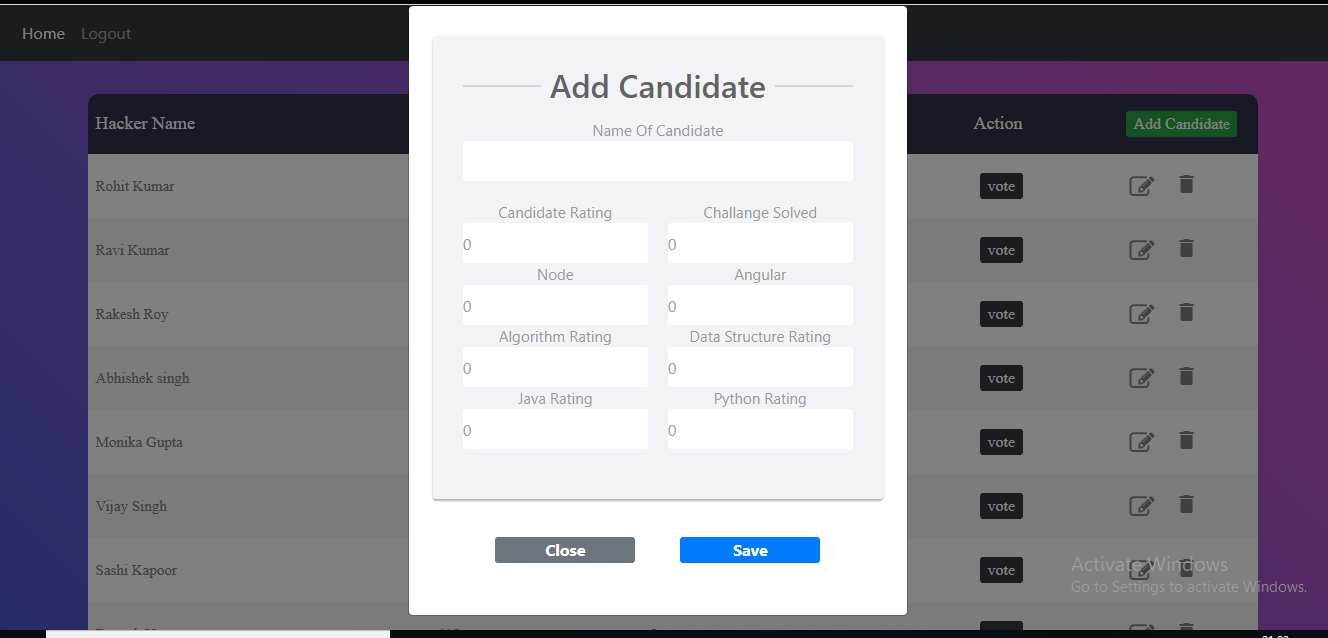 Home Logout
Add Candidate
Hacker Name Action Add Candidate
Name Of Candidate
Rohit Kumar vote
Candidate Rating Challange Solved
0 0
Ravi Kumar vote
Node Angular
0 0
Rakesh Roy vote
Algorithm Rating Data Structure Rating
0 0
Abhishek singh vote
Java Rating Python Rating
0 0
Monika Gupta vote
Vijay Singh vote
Close Save
Sashi Kapoor vote
Activate Windows
Go to Settings to activate Windows.